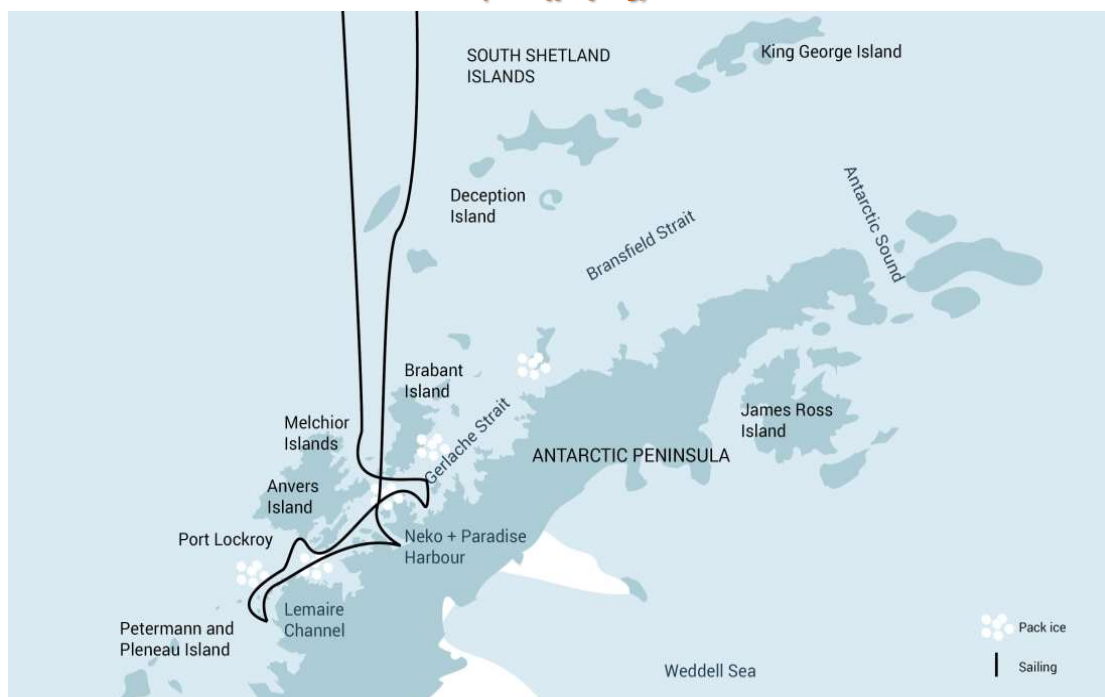 SOUTH SHETLAND
ISLANDS
King George Island
Deception
Island
Bransfield Strait
Antarctic Sound
Brabant
Island
Gerlache Strait
Melchior
Islands
James Ross
Island
ANTARCTIC PENINSULA
Anvers
Island
Port Lockroy
Neko + Paradise
Harbour
Lemaire
Channel
Petermann and
Pleneau Island
Weddell Sea
Pack ice
Sailing